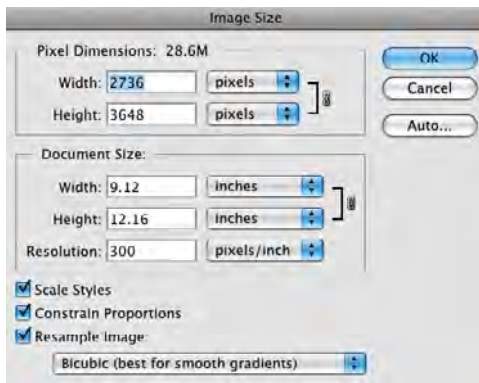 Image Size
Pixel Dimensions: 28.6M
Width: 2736 pixels
Height: 3648 pixels
OK
Cancel
Auto...
Document Size:
Width: 9.12 inches
Height: 12.16 inches
Resolution: 300 pixels/inch
Scale Styles
Constrain Proportions
Resample Image:
Bicubic (best for smooth gradients)